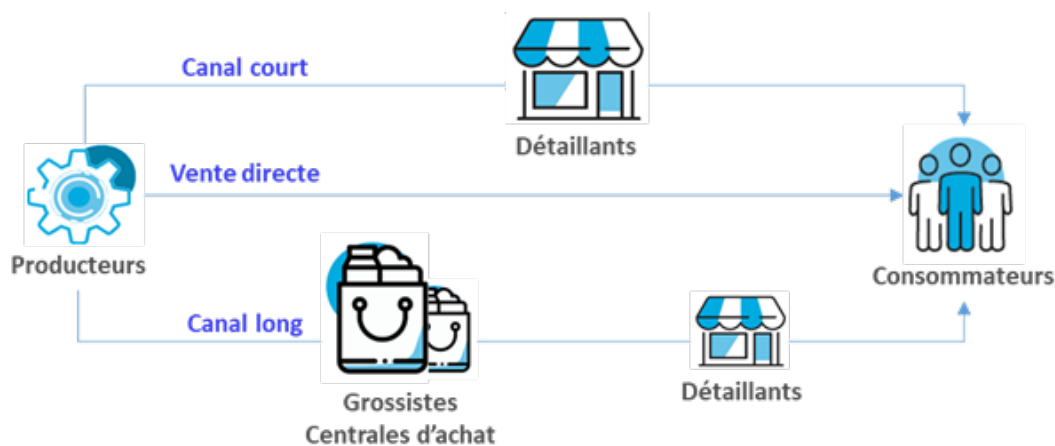 Canal court
Détaillants
Vente directe
Producteurs
Consommateurs
Canal long
Détaillants
Grossistes
Centrales d'achat